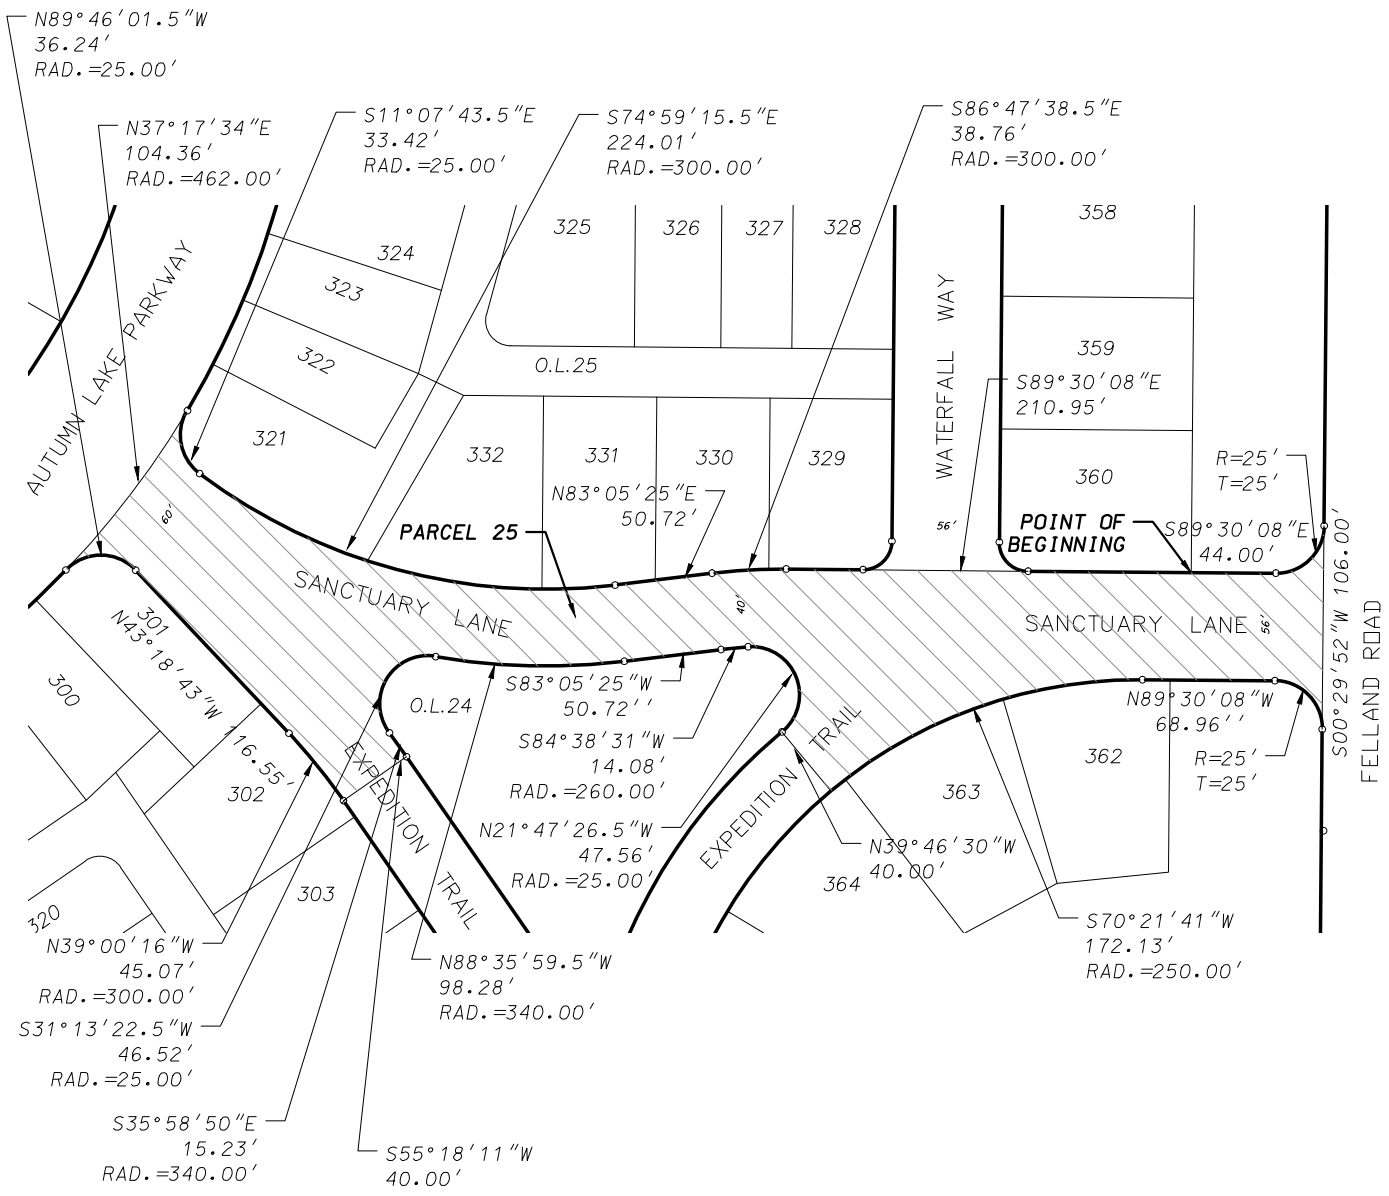 N89°46'01.5"W
36.24'
RAD.=25.00'
N37°17'34"E
104.36'
RAD.=462.00'
S11°07'43.5"E
33.42'
RAD.=25.00'
S74°59'15.5"E
224.01'
RAD.=300.00'
S86°47'38.5"E
38.76'
RAD.=300.00'
AUTUMN LAKE PARKWAY
324
323
322
321
325
326
327
328
O.L.25
332
331
330
329
WATERFALL WAY
358
359
360
S89°30'08"E
210.95'
R=25'
T=25'
N83°05'25"E
50.72'
PARCEL 25
60'
56'
POINT OF
BEGINNING
S89°30'08"E
44.00'
S00°29'52"W 106.00'
FELLAND ROAD
SANCTUARY LANE
40'
SANCTUARY LANE
56'
301
N43°18'43"W 116.55'
300
302
303
320
O.L.24
EXPEDITION TRAIL
S83°05'25"W
50.72''
S84°38'31"W
14.08'
RAD.=260.00'
N21°47'26.5"W
47.56'
RAD.=25.00'
EXPEDITION TRAIL
N89°30'08"W
68.96''
R=25'
T=25'
362
363
364
N39°46'30"W
40.00'
S70°21'41"W
172.13'
RAD.=250.00'
N39°00'16"W
45.07'
RAD.=300.00'
S31°13'22.5"W
46.52'
RAD.=25.00'
N88°35'59.5"W
98.28'
RAD.=340.00'
S35°58'50"E
15.23'
RAD.=340.00'
S55°18'11"W
40.00'